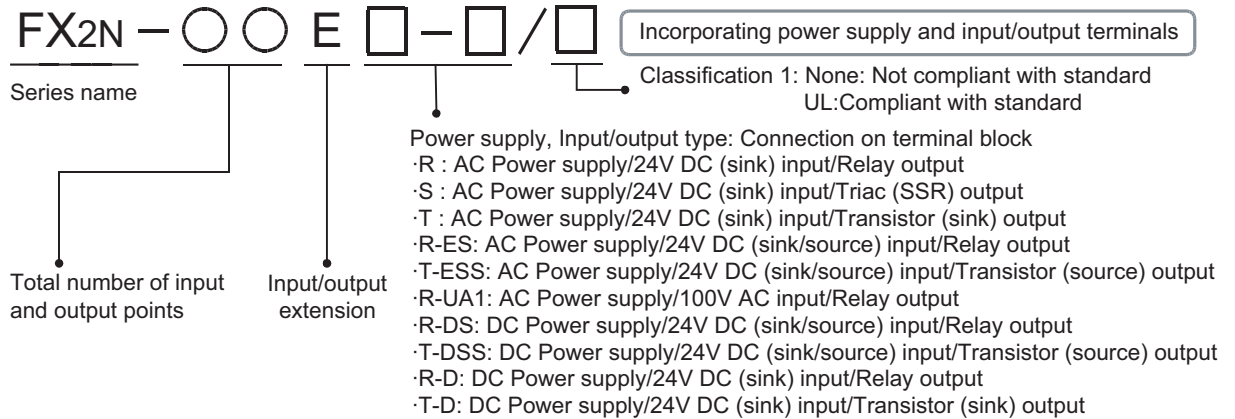 FX2N – ○○ E □ – □ / □
Incorporating power supply and input/output terminals
Series name
Classification 1: None: Not compliant with standard
UL:Compliant with standard
Power supply, Input/output type: Connection on terminal block
·R : AC Power supply/24V DC (sink) input/Relay output
·S : AC Power supply/24V DC (sink) input/Triac (SSR) output
·T : AC Power supply/24V DC (sink) input/Transistor (sink) output
·R-ES: AC Power supply/24V DC (sink/source) input/Relay output
·T-ESS: AC Power supply/24V DC (sink/source) input/Transistor (source) output
·R-UA1: AC Power supply/100V AC input/Relay output
·R-DS: DC Power supply/24V DC (sink/source) input/Relay output
·T-DSS: DC Power supply/24V DC (sink/source) input/Transistor (source) output
·R-D: DC Power supply/24V DC (sink) input/Relay output
·T-D: DC Power supply/24V DC (sink) input/Transistor (sink) output
Total number of input
and output points
Input/output
extension